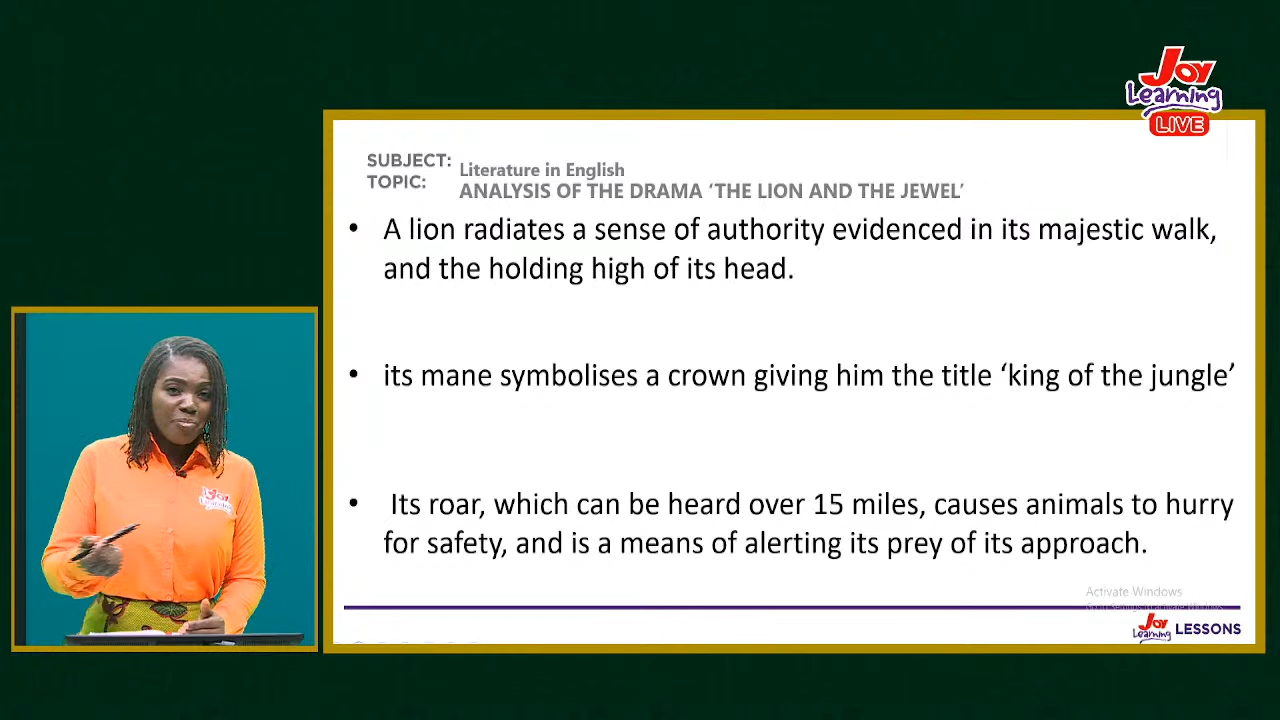 Joy
Learning
LIVE
SUBJECT: Literature in English
TOPIC: ANALYSIS OF THE DRAMA ‘THE LION AND THE JEWEL’
• A lion radiates a sense of authority evidenced in its majestic walk,
and the holding high of its head.
• its mane symbolises a crown giving him the title ‘king of the jungle’
• Its roar, which can be heard over 15 miles, causes animals to hurry
for safety, and is a means of alerting its prey of its approach.
Activate Windows
Joy
Learning LESSONS
Joy
Learning